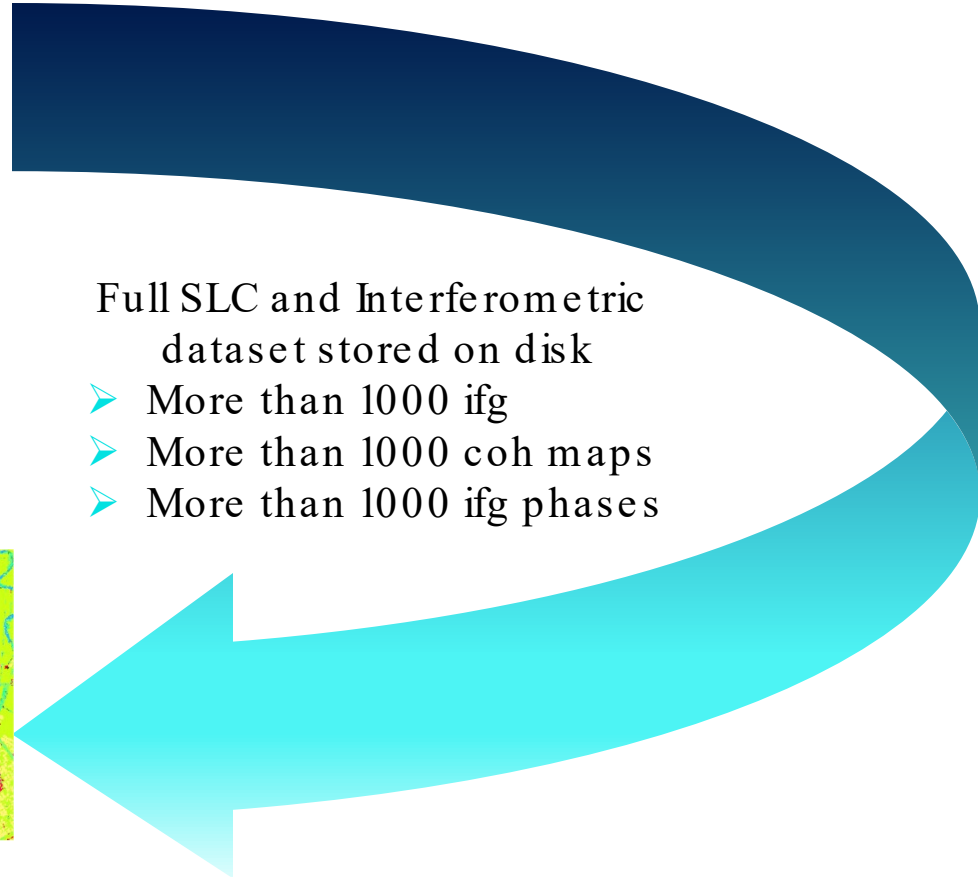 Full SLC and Interferometric
dataset stored on disk
➢ More than 1000 ifg
➢ More than 1000 coh maps
➢ More than 1000 ifg phases